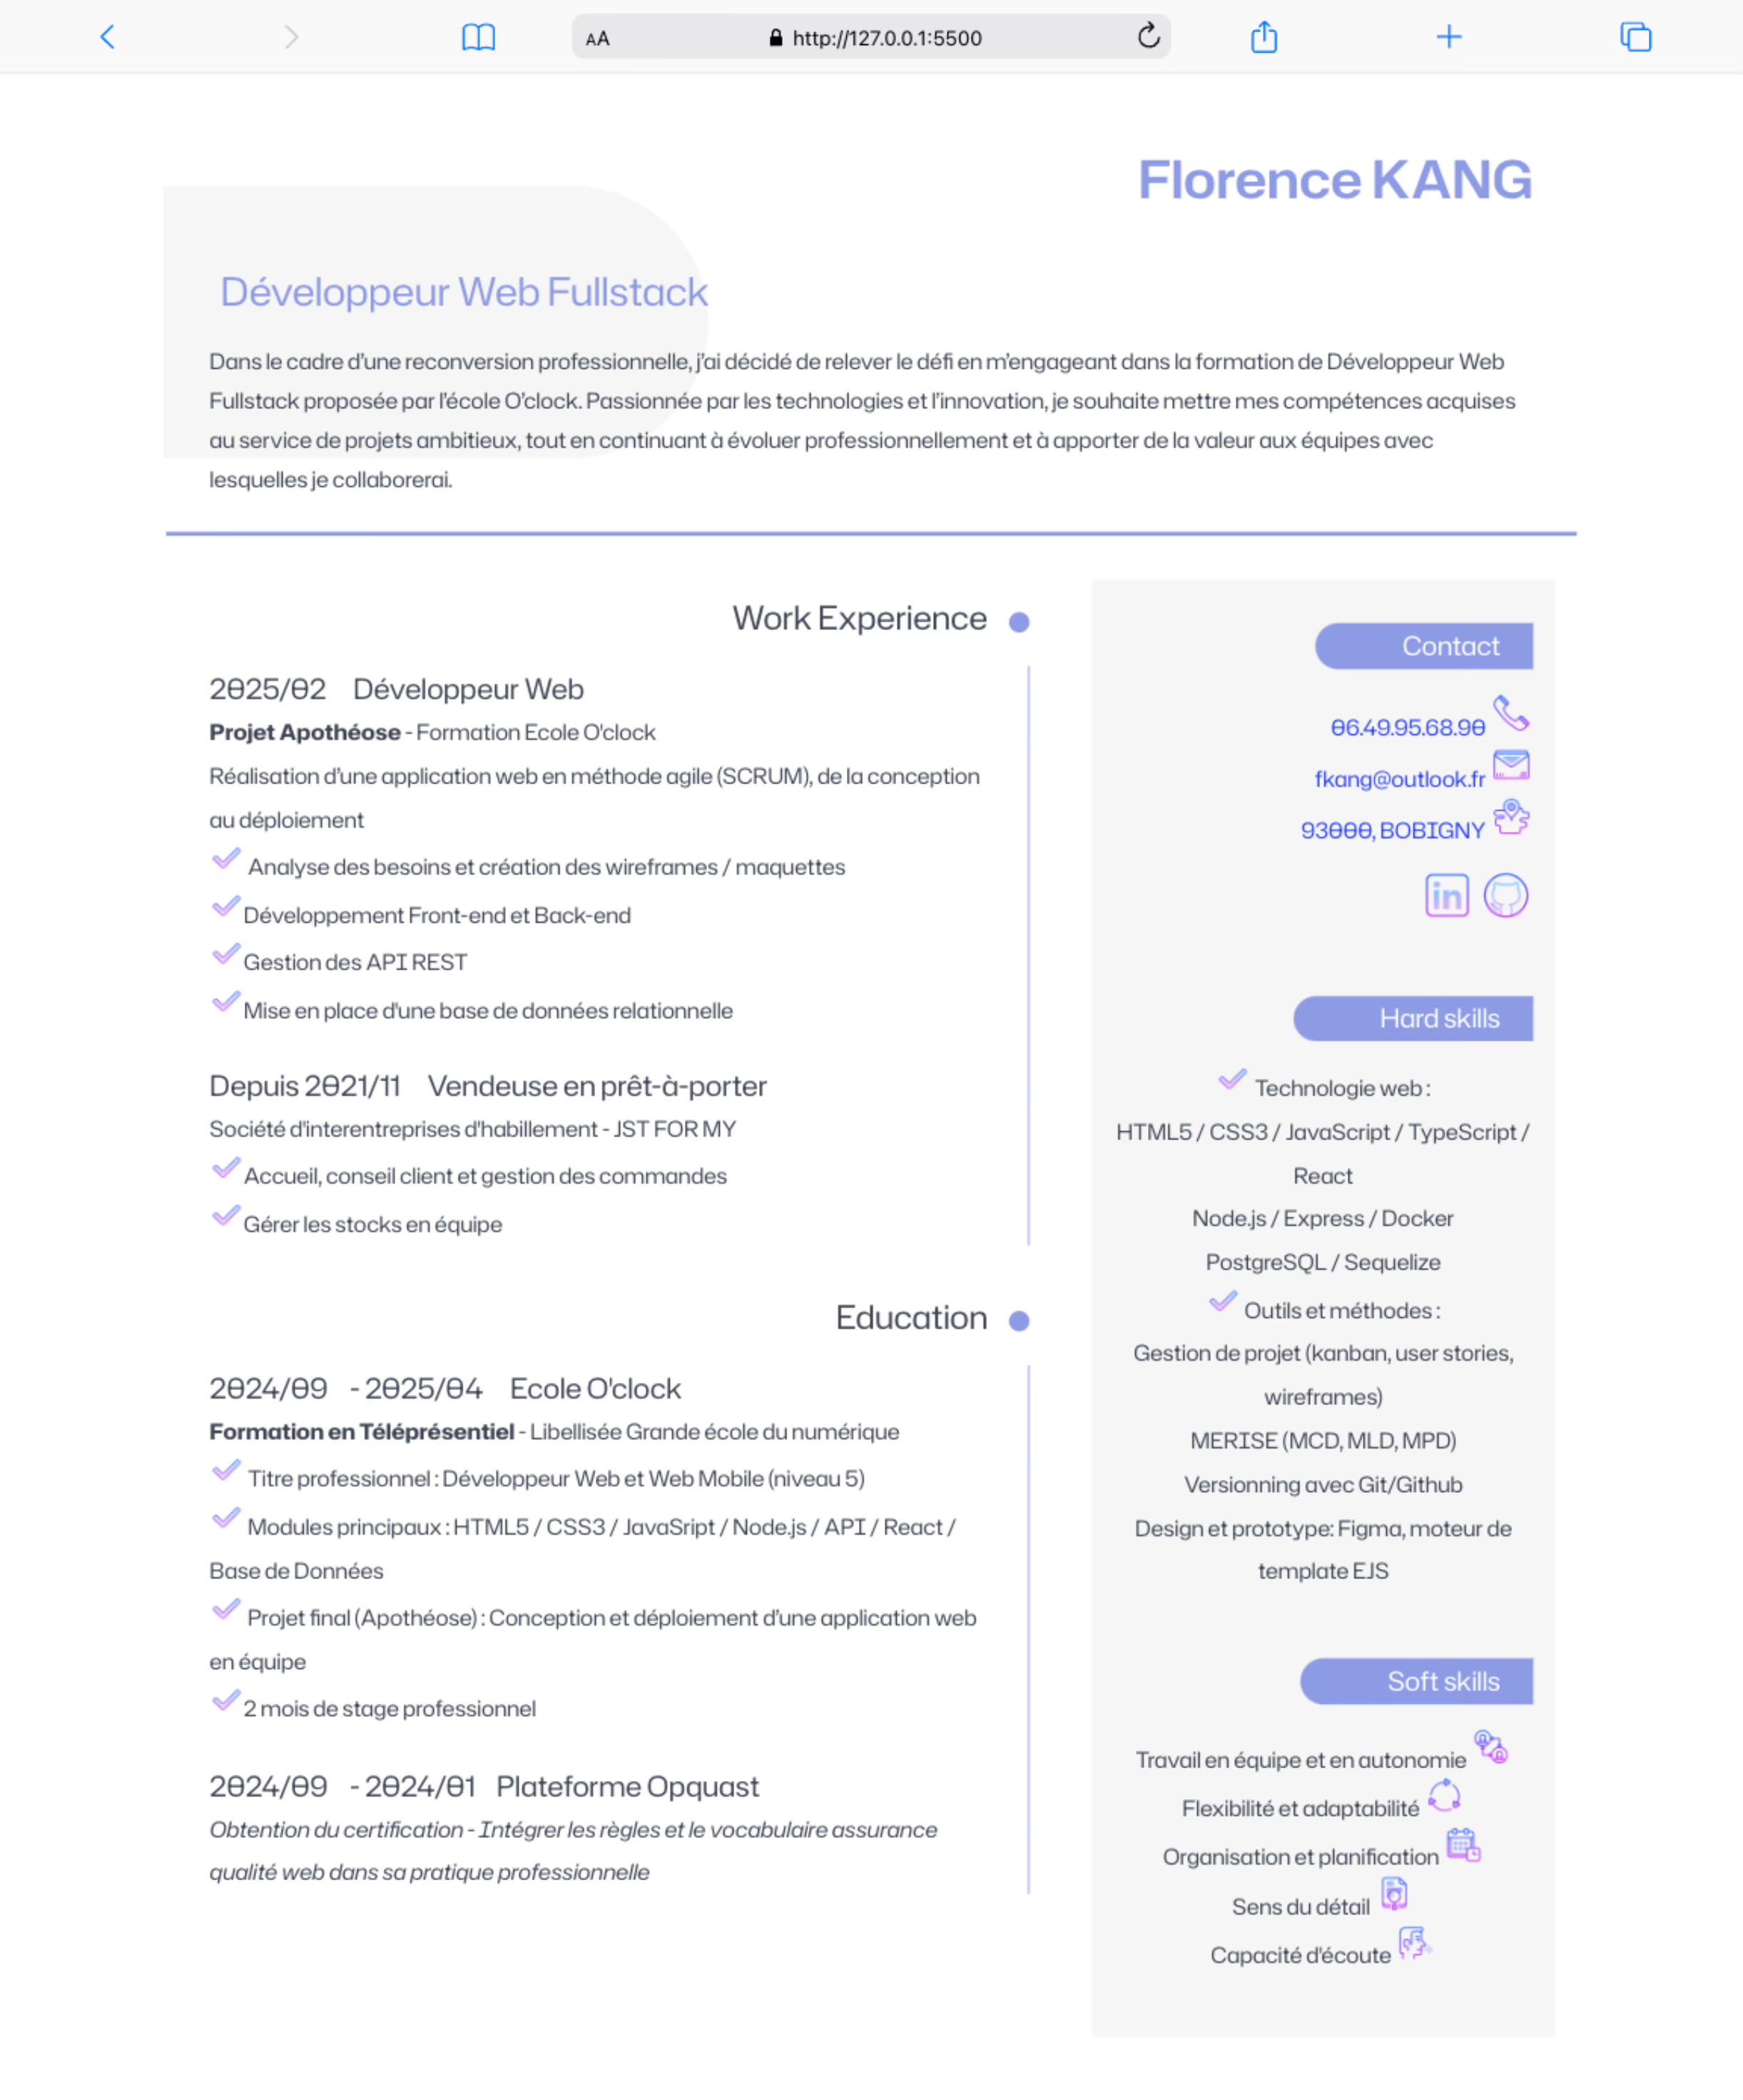 AA
http://127.0.0.1:5500
Florence KANG
Développeur Web Fullstack
Dans le cadre d'une reconversion professionnelle, j'ai décidé de relever le défi en m'engageant dans la formation de Développeur Web
Fullstack proposée par l'école O'clock. Passionnée par les technologies et l'innovation, je souhaite mettre mes compétences acquises
au service de projets ambitieux, tout en continuant à évoluer professionnellement et à apporter de la valeur aux équipes avec
lesquelles je collaborerai.
Work Experience
2025/02 Développeur Web
Projet Apothéose - Formation Ecole O'clock
Réalisation d'une application web en méthode agile (SCRUM), de la conception
au déploiement
Analyse des besoins et création des wireframes / maquettes
Développement Front-end et Back-end
Gestion des API REST
Mise en place d'une base de données relationnelle
Depuis 2021/11 Vendeuse en prêt-à-porter
Société d'interentreprises d'habillement - JST FOR MY
Accueil, conseil client et gestion des commandes
Gérer les stocks en équipe
Education
2024/09 - 2025/04 Ecole O'clock
Formation en Téléprésentiel - Libellisée Grande école du numérique
Titre professionnel : Développeur Web et Web Mobile (niveau 5)
Modules principaux : HTML5 / CSS3 / JavaSript / Node.js / API / React /
Base de Données
Projet final (Apothéose) : Conception et déploiement d'une application web
en équipe
2 mois de stage professionnel
2024/09 - 2024/01 Plateforme Opquast
Obtention du certification - Intégrer les règles et le vocabulaire assurance
qualité web dans sa pratique professionnelle
Contact
06.49.95.68.90
fkang@outlook.fr
93000, BOBIGNY
in
Hard skills
Technologie web :
HTML5 / CSS3 / JavaScript / TypeScript /
React
Node.js / Express / Docker
PostgreSQL / Sequelize
Outils et méthodes :
Gestion de projet (kanban, user stories,
wireframes)
MERISE (MCD, MLD, MPD)
Versionning avec Git/Github
Design et prototype: Figma, moteur de
template EJS
Soft skills
Travail en équipe et en autonomie
Flexibilité et adaptabilité
Organisation et planification
Sens du détail
Capacité d'écoute